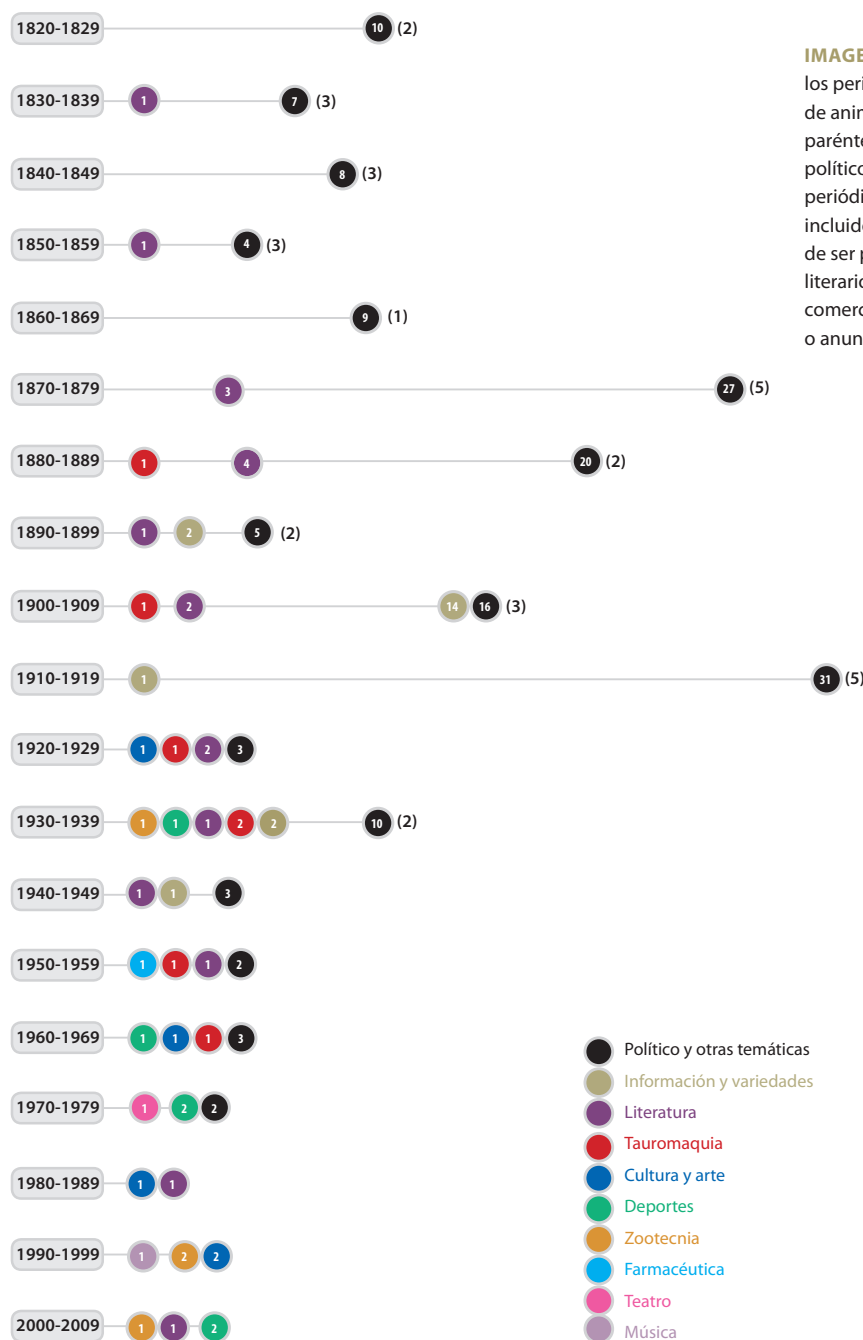 1820-1829 10 (2)
1830-1839 1 7 (3)
1840-1849 8 (3)
1850-1859 1 4 (3)
1860-1869 9 (1)
1870-1879 3 27 (5)
1880-1889 1 4 20 (2)
1890-1899 1 2 5 (2)
1900-1909 1 2 14 16 (3)
1910-1919 1 31 (5)
1920-1929 1 1 2 3
1930-1939 1 1 1 2 2 10 (2)
1940-1949 1 1 3
1950-1959 1 1 1 2
1960-1969 1 1 1 3
1970-1979 1 2 2
1980-1989 1 1
1990-1999 1 2 2
2000-2009 1 1 2
IMAGE
los peri
de anir
parénte
político
periódi
incluid
de ser p
literario
comerc
o anun
Político y otras temáticas
Información y variedades
Literatura
Tauromaquia
Cultura y arte
Deportes
Zootecnia
Farmacéutica
Teatro
Música